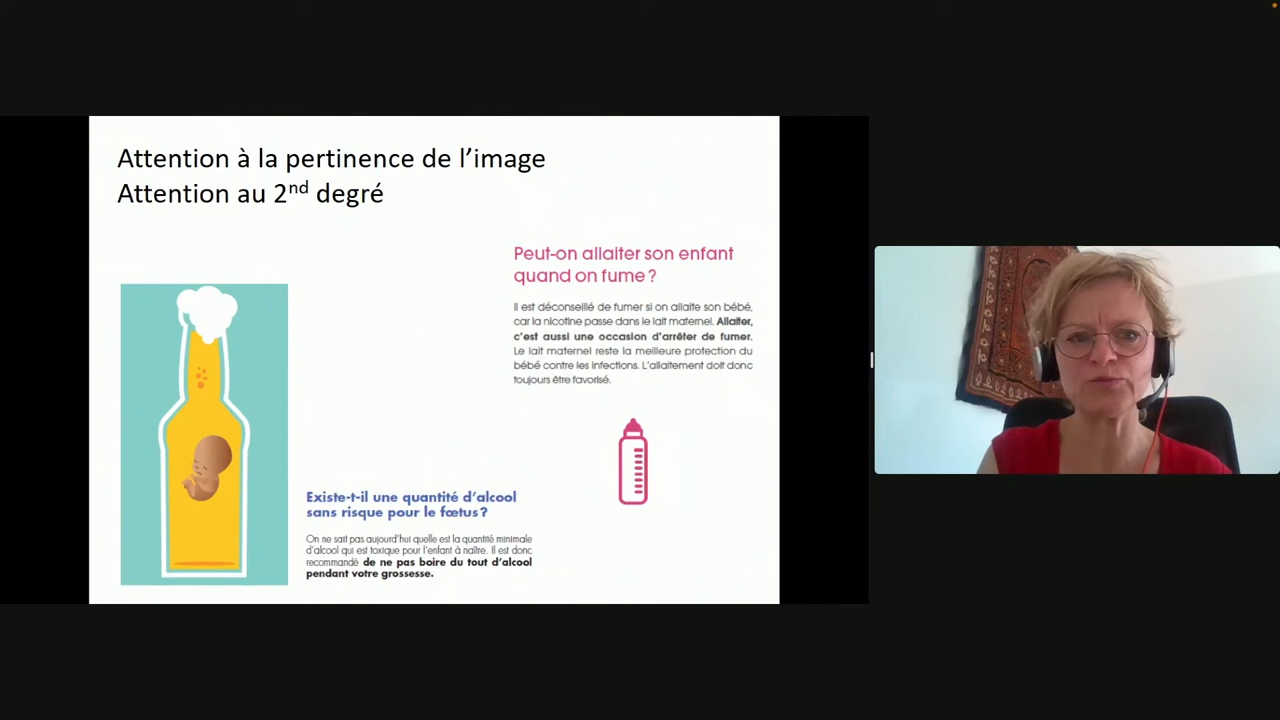 Attention à la pertinence de l’image
Attention au 2nd degré
Peut-on allaiter son enfant
quand on fume ?
Il est déconseillé de fumer si on allaite son bébé,
car la nicotine passe dans le lait maternel. Allaiter,
c’est aussi une occasion d’arrêter de fumer.
Le lait maternel reste la meilleure protection du
bébé contre les infections. L’allaitement doit donc
toujours être favorisé.
Existe-t-il une quantité d’alcool
sans risque pour le fœtus ?
On ne sait pas aujourd’hui quelle est la quantité minimale
d’alcool qui est toxique pour l’enfant à naître. Il est donc
recommandé de ne pas boire du tout d’alcool
pendant votre grossesse.